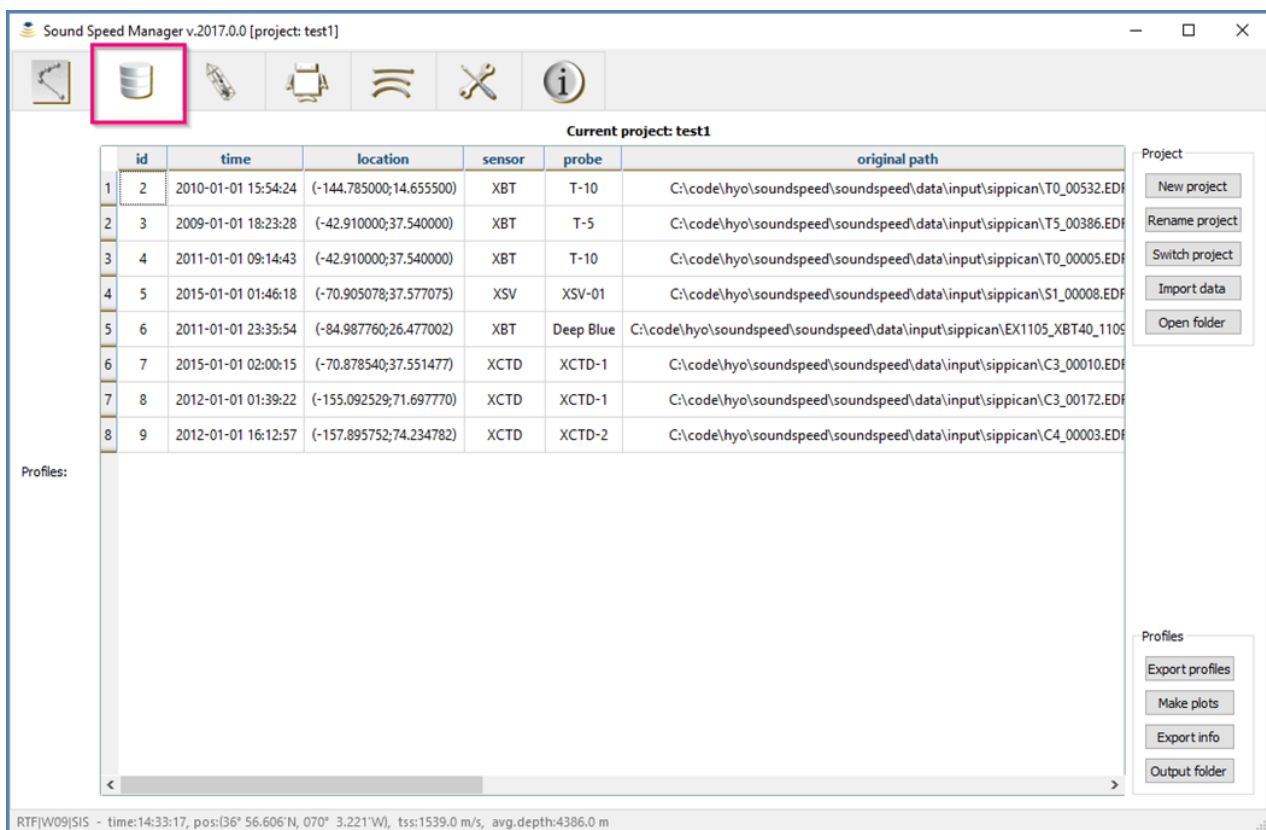 Sound Speed Manager v.2017.0.0 [project: test1]
Current project: test1
id time location sensor probe original path
1 2 2010-01-01 15:54:24 (-144.785000;14.655500) XBT T-10 C:\code\hyo\soundspeed\soundspeed\data\input\sippican\T0_00532.EDF
2 3 2009-01-01 18:23:28 (-42.910000;37.540000) XBT T-5 C:\code\hyo\soundspeed\soundspeed\data\input\sippican\T5_00386.EDF
3 4 2011-01-01 09:14:43 (-42.910000;37.540000) XBT T-10 C:\code\hyo\soundspeed\soundspeed\data\input\sippican\T0_00005.EDF
4 5 2015-01-01 01:46:18 (-70.905078;37.577075) XSV XSV-01 C:\code\hyo\soundspeed\soundspeed\data\input\sippican\S1_00008.EDF
5 6 2011-01-01 23:35:54 (-84.987760;26.477002) XBT Deep Blue C:\code\hyo\soundspeed\soundspeed\data\input\sippican\EX1105_XBT40_1109
6 7 2015-01-01 02:00:15 (-70.878540;37.551477) XCTD XCTD-1 C:\code\hyo\soundspeed\soundspeed\data\input\sippican\C3_00010.EDF
7 8 2012-01-01 01:39:22 (-155.092529;71.697770) XCTD XCTD-1 C:\code\hyo\soundspeed\soundspeed\data\input\sippican\C3_00172.EDF
8 9 2012-01-01 16:12:57 (-157.895752;74.234782) XCTD XCTD-2 C:\code\hyo\soundspeed\soundspeed\data\input\sippican\C4_00003.EDF
Profiles:
Project
New project
Rename project
Switch project
Import data
Open folder
Profiles
Export profiles
Make plots
Export info
Output folder
RTF|W09|SIS - time:14:33:17, pos:(36° 56.606'N, 070° 3.221'W), tss:1539.0 m/s, avg.depth:4386.0 m